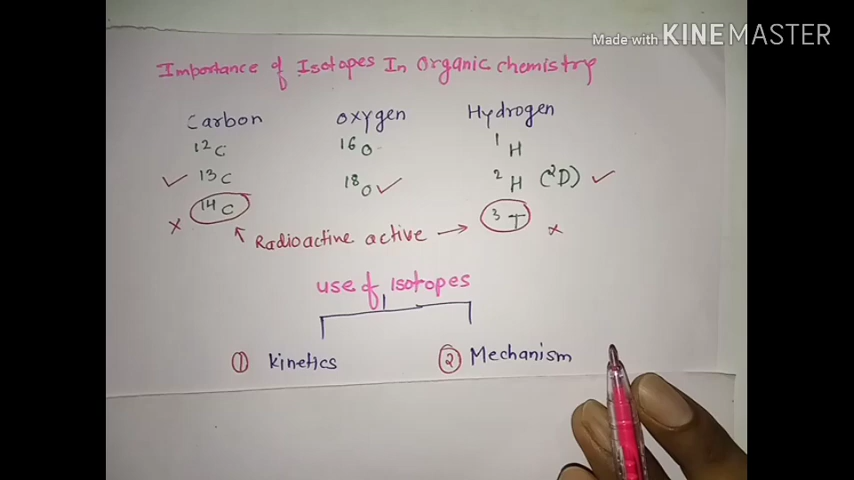 Made with KINEMASTER
Importance of Isotopes In Organic chemistry
Carbon Oxygen Hydrogen
¹²C ¹⁶O ¹H
✓ ¹³C ¹⁸O ✓ ²H (²D) ✓
x ¹⁴C ³T x
Radioactive active
use of isotopes
① kinetics ② Mechanism